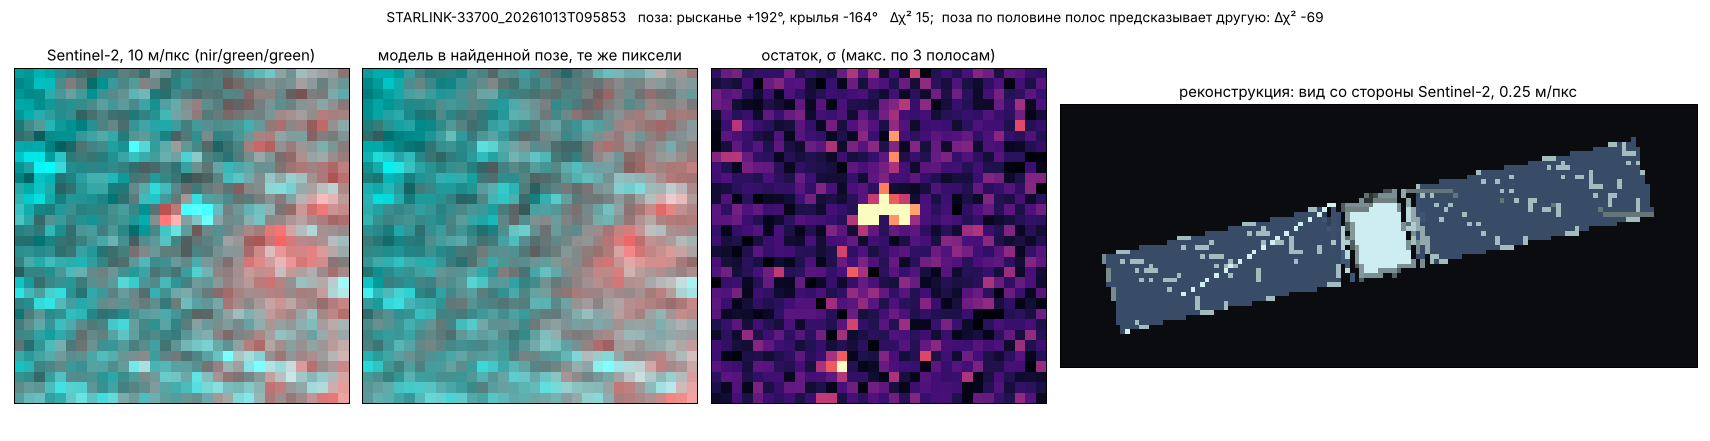 STARLINK-33700_20261013T095853 поза: рысканье +192°, крылья -164° Δχ² 15; поза по половине полос предсказывает другую: Δχ² -69
Sentinel-2, 10 м/пкс (nir/green/green)
модель в найденной позе, те же пиксели
остаток, σ (макс. по 3 полосам)
реконструкция: вид со стороны Sentinel-2, 0.25 м/пкс